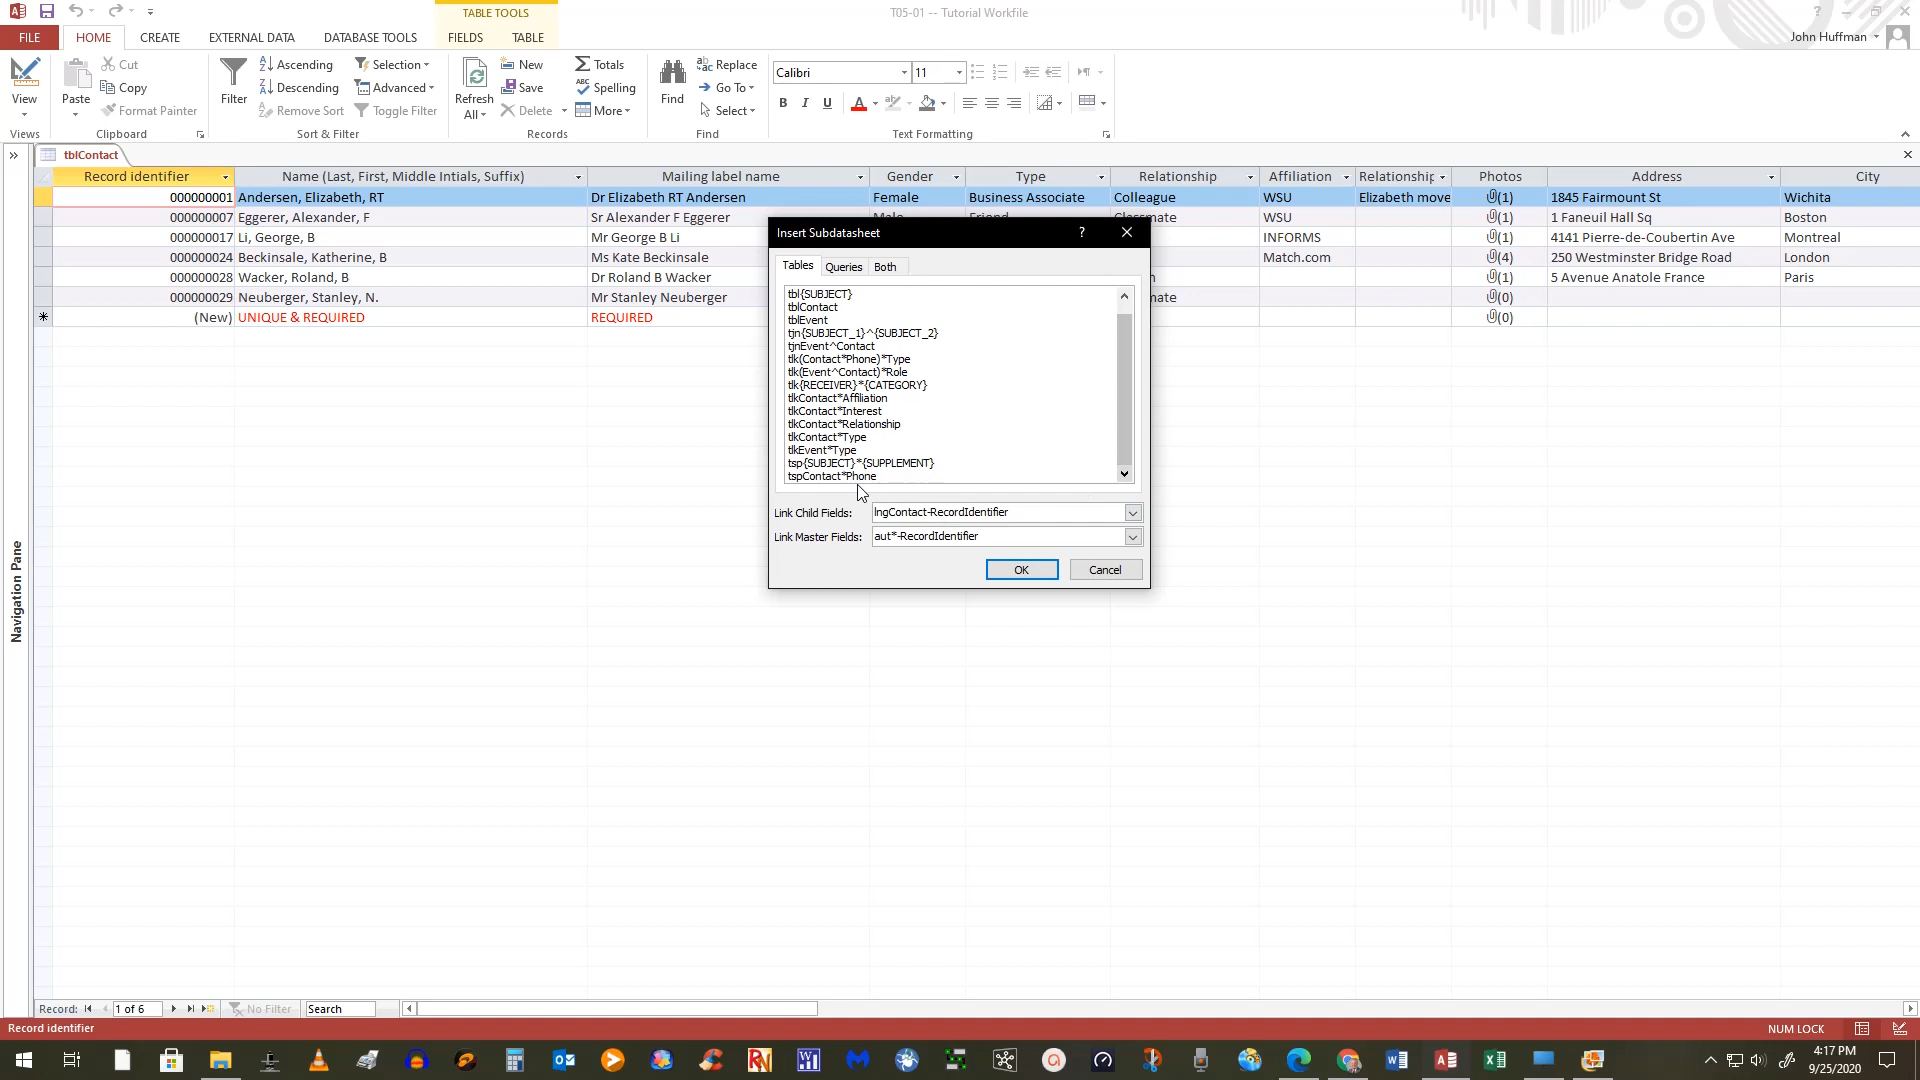 TABLE TOOLS
T05-01 -- Tutorial Workfile
?
FILE HOME CREATE EXTERNAL DATA DATABASE TOOLS FIELDS TABLE
John Huffman
View
Views
Paste
Cut
Copy
Format Painter
Clipboard
Filter
Ascending
Descending
Remove Sort
Selection
Advanced
Toggle Filter
Sort & Filter
Refresh
All
New
Save
Delete
Totals
Spelling
More
Records
Find
Replace
Go To
Select
Find
Calibri 11
B I U
Text Formatting
tblContact
Record identifier Name (Last, First, Middle Intials, Suffix) Mailing label name Gender Type Relationship Affiliation Relationship Photos Address City
000000001 Andersen, Elizabeth, RT Dr Elizabeth RT Andersen Female Business Associate Colleague WSU Elizabeth move (1) 1845 Fairmount St Wichita
000000007 Eggerer, Alexander, F Sr Alexander F Eggerer WSU (1) 1 Faneuil Hall Sq Boston
000000017 Li, George, B Mr George B Li INFORMS (1) 4141 Pierre-de-Coubertin Ave Montreal
000000024 Beckinsale, Katherine, B Ms Kate Beckinsale Match.com (4) 250 Westminster Bridge Road London
000000028 Wacker, Roland, B Dr Roland B Wacker (1) 5 Avenue Anatole France Paris
000000029 Neuberger, Stanley, N. Mr Stanley Neuberger (0)
(New) UNIQUE & REQUIRED REQUIRED (0)
Insert Subdatasheet ?
Tables Queries Both
tbl{SUBJECT}
tblContact
tblEvent
tjn{SUBJECT_1}^{SUBJECT_2}
tjnEvent^Contact
tlk(Contact*Phone)*Type
tlk(Event^Contact)*Role
tlk{RECEIVER}*{CATEGORY}
tlkContact*Affiliation
tlkContact*Interest
tlkContact*Relationship
tlkContact*Type
tlkEvent*Type
tsp{SUBJECT}*{SUPPLEMENT}
tspContact*Phone
Link Child Fields: lngContact-RecordIdentifier
Link Master Fields: aut*-RecordIdentifier
OK Cancel
Navigation Pane
Record: 1 of 6 No Filter Search
Record identifier
NUM LOCK
4:17 PM
9/25/2020